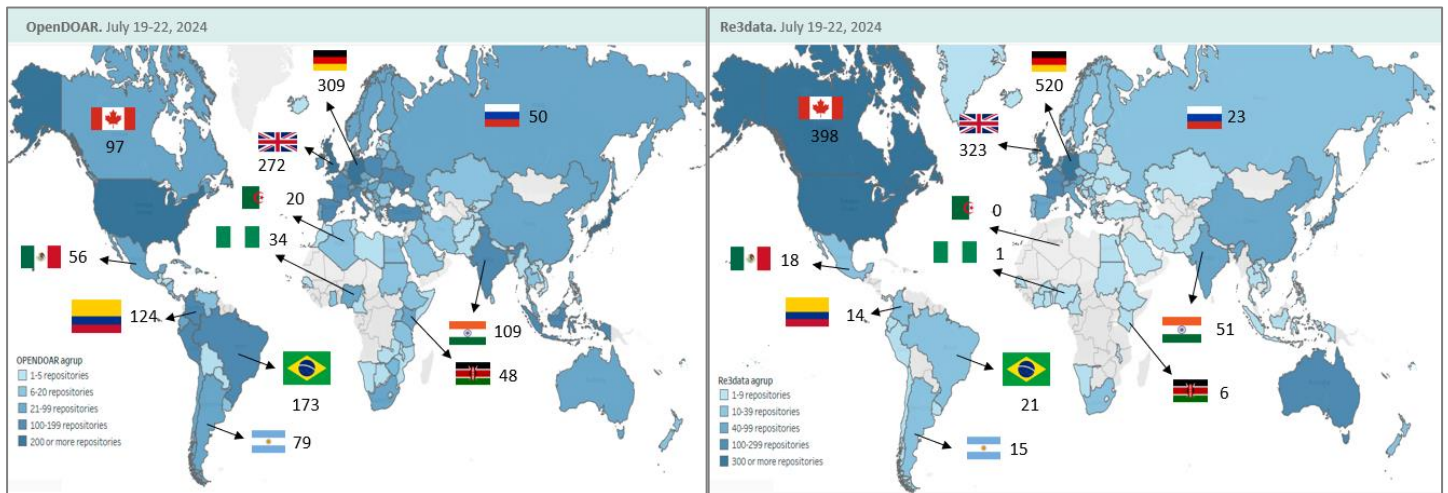 OpenDOAR. July 19-22, 2024
309
50
97
272
20
34
56
124
109
48
173
79
OPENDOAR agrup
1-5 repositories
6-20 repositories
21-99 repositories
100-199 repositories
200 or more repositories
Re3data. July 19-22, 2024
520
23
398
323
0
1
18
14
51
6
21
15
Re3data agrup
1-9 repositories
10-39 repositories
40-99 repositories
100-299 repositories
300 or more repositories